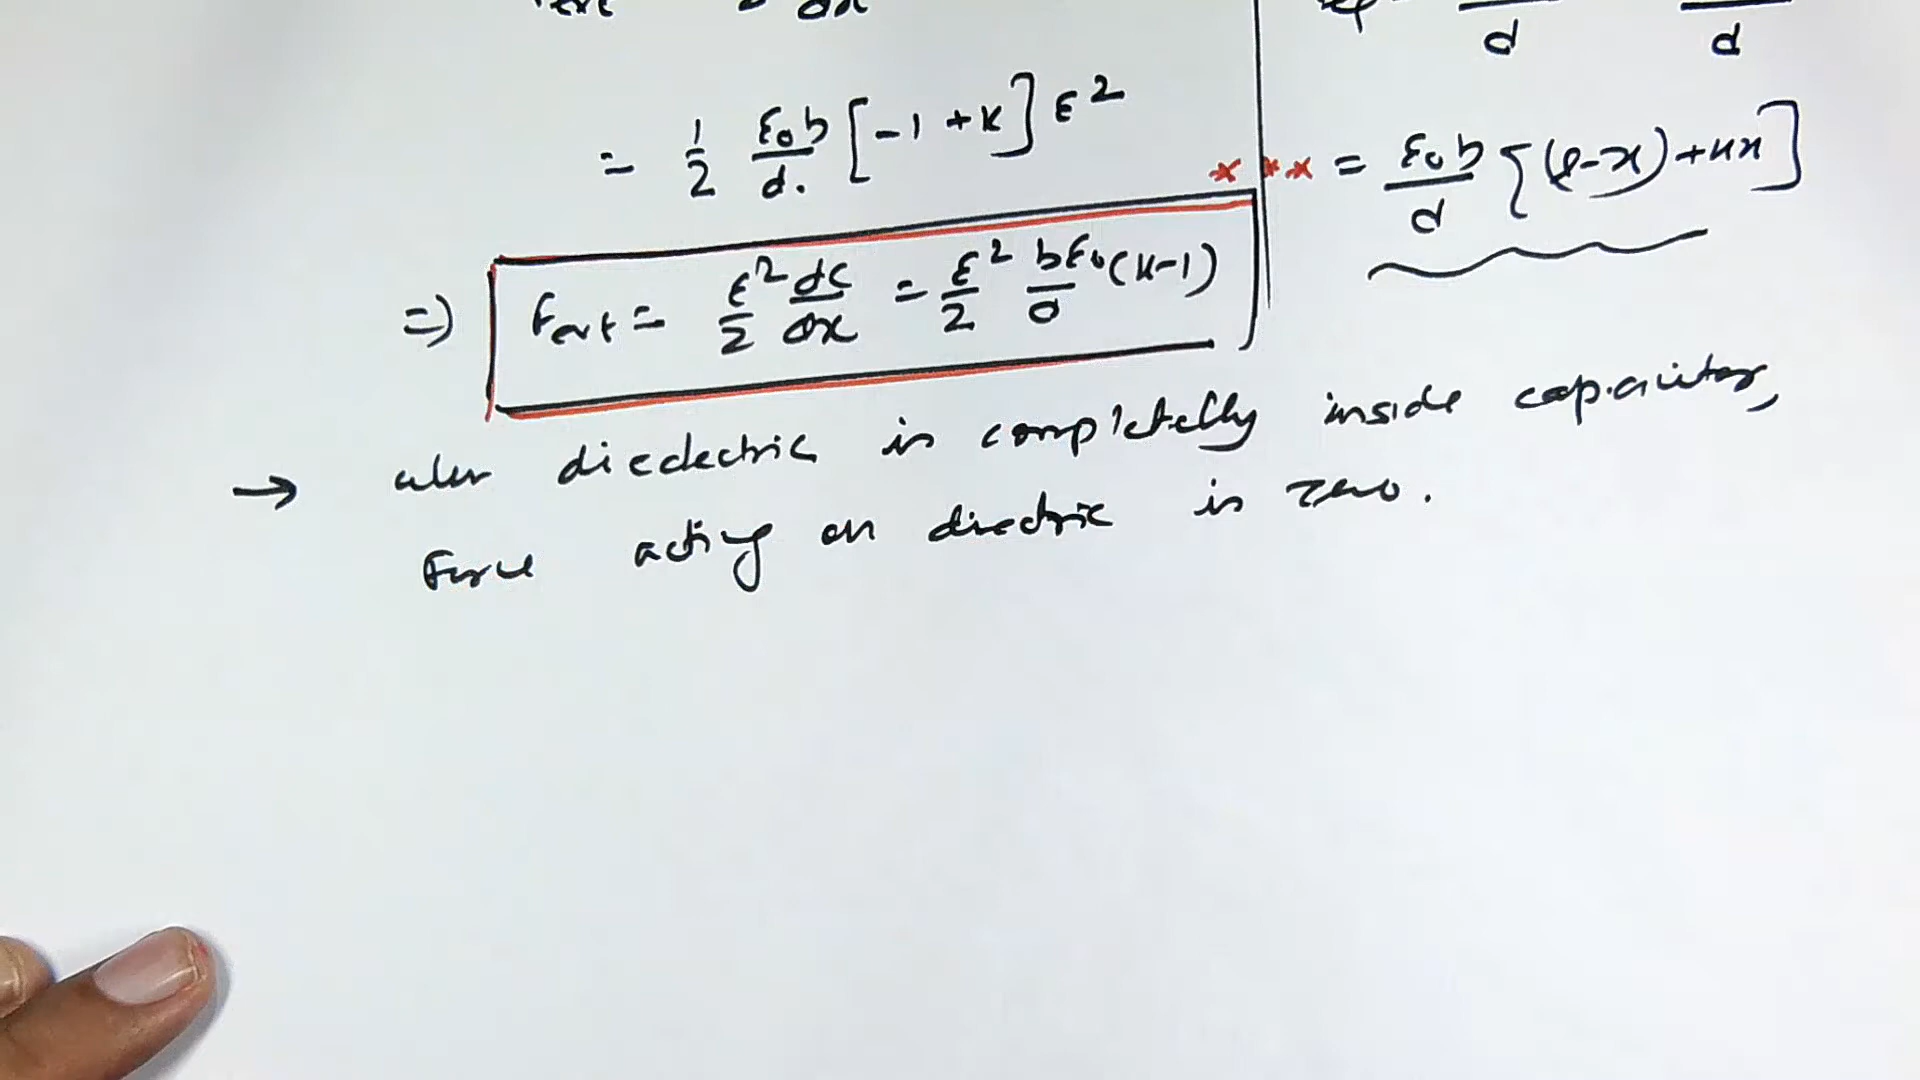 d d
= 1/2 ε₀b/d. [-1+K] ε²
*** = ε₀b/d [(l-x)+Kx]
=> Fext = ε²/2 dC/dx = ε²/2 bε₀/d (K-1)
→ when dielectric is completely inside capacitor,
Force acting on dielectric is zero.